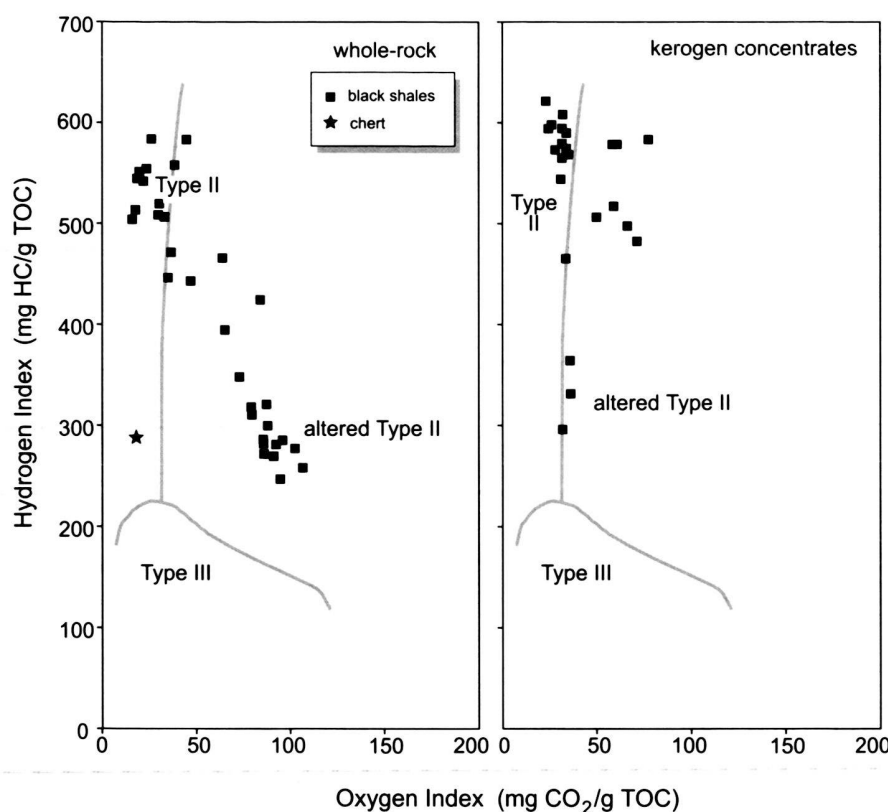 700
600
500
400
300
200
100
0
Hydrogen Index (mg HC/g TOC)
whole-rock
black shales
chert
Type II
altered Type II
Type III
0
50
100
150
200
kerogen concentrates
Type
II
altered Type II
Type III
0
50
100
150
200
Oxygen Index (mg CO₂/g TOC)